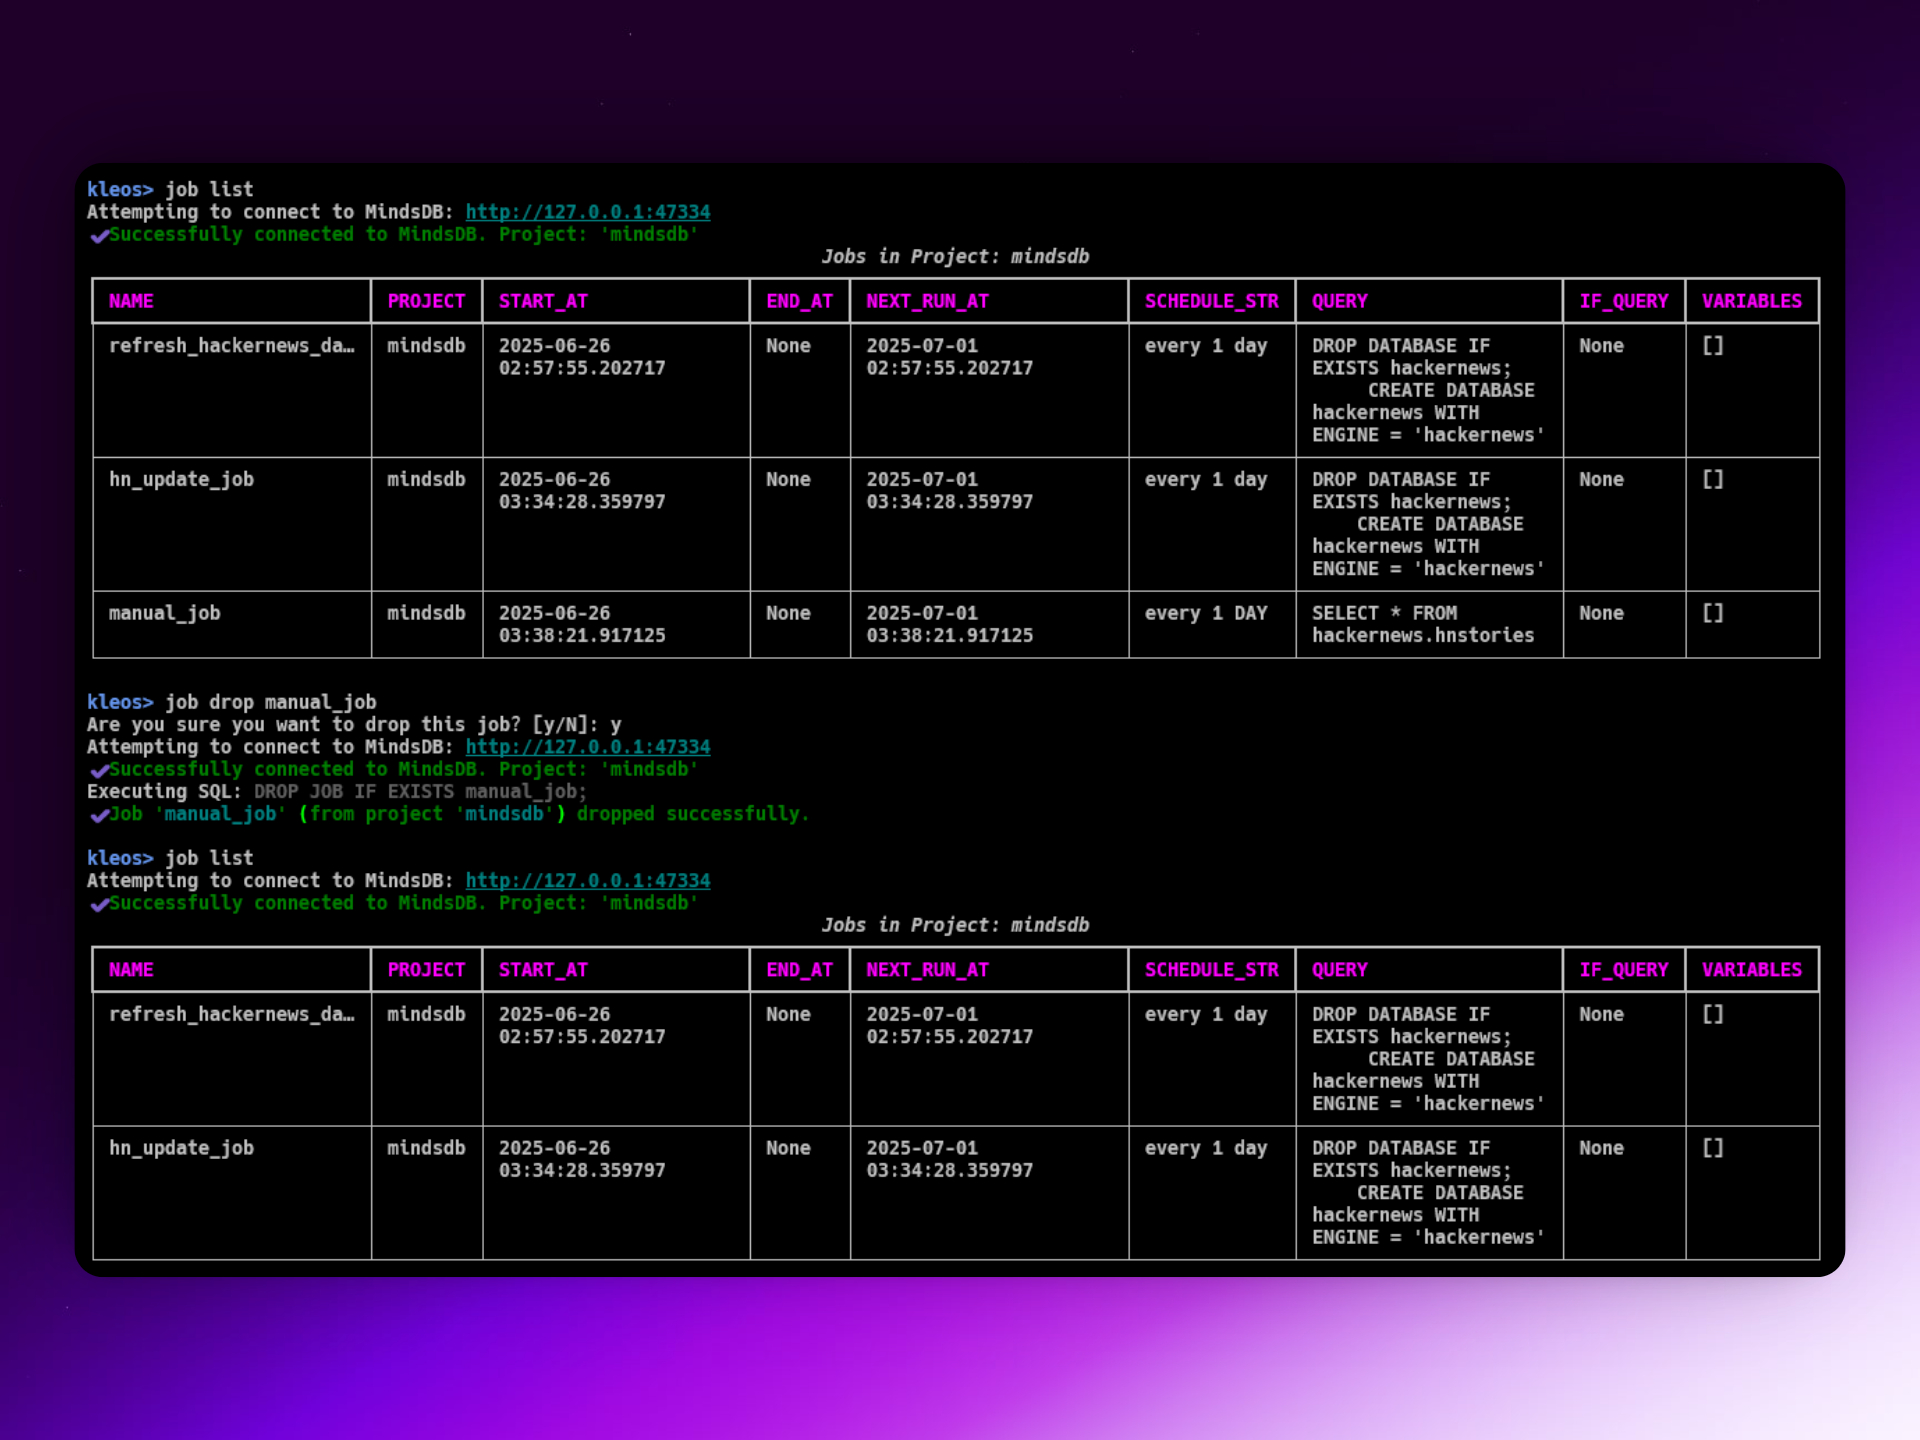 kleos> job list
Attempting to connect to MindsDB: http://127.0.0.1:47334
✔Successfully connected to MindsDB. Project: 'mindsdb'
Jobs in Project: mindsdb
NAME PROJECT START_AT END_AT NEXT_RUN_AT SCHEDULE_STR QUERY IF_QUERY VARIABLES
refresh_hackernews_da… mindsdb 2025-06-26 None 2025-07-01 every 1 day DROP DATABASE IF None []
02:57:55.202717 02:57:55.202717 EXISTS hackernews;
CREATE DATABASE
hackernews WITH
ENGINE = 'hackernews'
hn_update_job mindsdb 2025-06-26 None 2025-07-01 every 1 day DROP DATABASE IF None []
03:34:28.359797 03:34:28.359797 EXISTS hackernews;
CREATE DATABASE
hackernews WITH
ENGINE = 'hackernews'
manual_job mindsdb 2025-06-26 None 2025-07-01 every 1 DAY SELECT * FROM None []
03:38:21.917125 03:38:21.917125 hackernews.hnstories
kleos> job drop manual_job
Are you sure you want to drop this job? [y/N]: y
Attempting to connect to MindsDB: http://127.0.0.1:47334
✔Successfully connected to MindsDB. Project: 'mindsdb'
Executing SQL: DROP JOB IF EXISTS manual_job;
✔Job 'manual_job' (from project 'mindsdb') dropped successfully.
kleos> job list
Attempting to connect to MindsDB: http://127.0.0.1:47334
✔Successfully connected to MindsDB. Project: 'mindsdb'
Jobs in Project: mindsdb
NAME PROJECT START_AT END_AT NEXT_RUN_AT SCHEDULE_STR QUERY IF_QUERY VARIABLES
refresh_hackernews_da… mindsdb 2025-06-26 None 2025-07-01 every 1 day DROP DATABASE IF None []
02:57:55.202717 02:57:55.202717 EXISTS hackernews;
CREATE DATABASE
hackernews WITH
ENGINE = 'hackernews'
hn_update_job mindsdb 2025-06-26 None 2025-07-01 every 1 day DROP DATABASE IF None []
03:34:28.359797 03:34:28.359797 EXISTS hackernews;
CREATE DATABASE
hackernews WITH
ENGINE = 'hackernews'